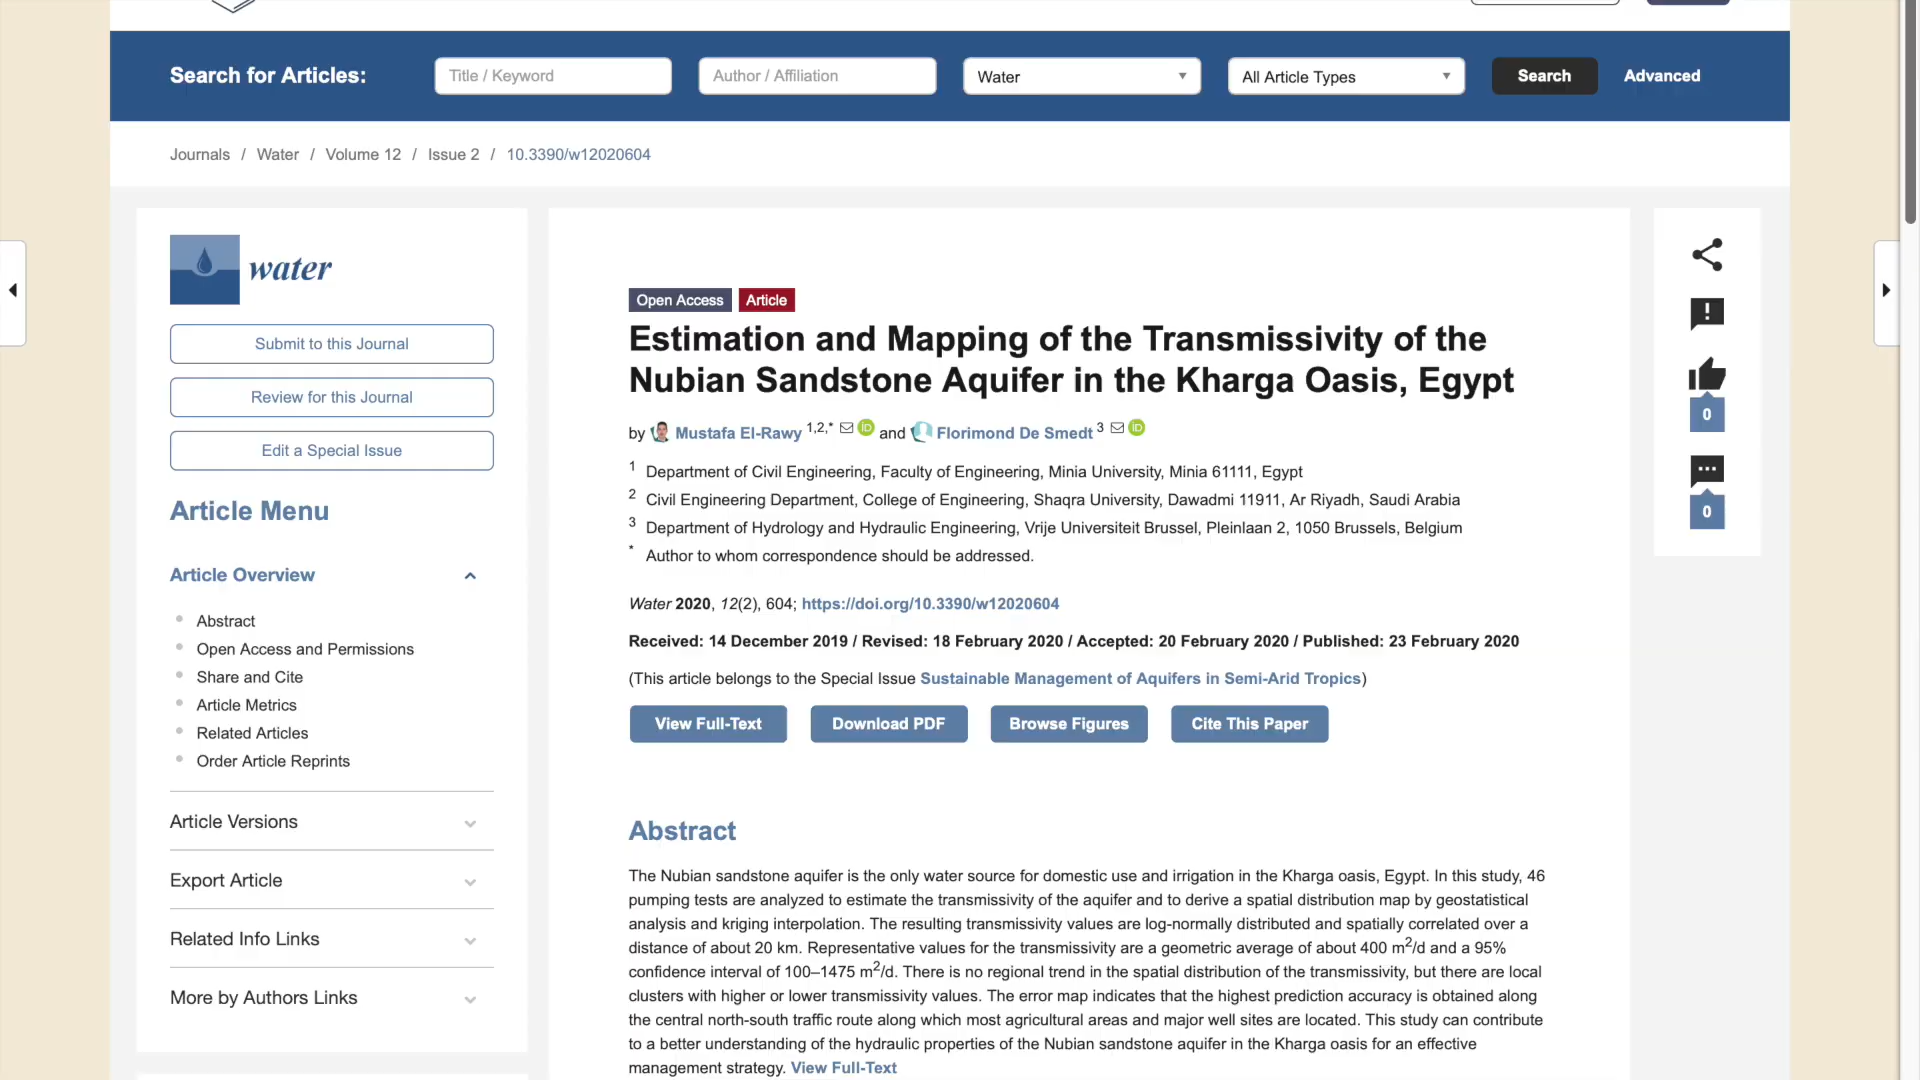 Search for Articles:
Title / Keyword
Author / Affiliation
Water
All Article Types
Search
Advanced
Journals / Water / Volume 12 / Issue 2 / 10.3390/w12020604
water
Submit to this Journal
Review for this Journal
Edit a Special Issue
Article Menu
Article Overview
Abstract
Open Access and Permissions
Share and Cite
Article Metrics
Related Articles
Order Article Reprints
Article Versions
Export Article
Related Info Links
More by Authors Links
Open Access Article
Estimation and Mapping of the Transmissivity of the
Nubian Sandstone Aquifer in the Kharga Oasis, Egypt
by Mustafa El-Rawy 1,2,* iD and Florimond De Smedt 3 iD
1 Department of Civil Engineering, Faculty of Engineering, Minia University, Minia 61111, Egypt
2 Civil Engineering Department, College of Engineering, Shaqra University, Dawadmi 11911, Ar Riyadh, Saudi Arabia
3 Department of Hydrology and Hydraulic Engineering, Vrije Universiteit Brussel, Pleinlaan 2, 1050 Brussels, Belgium
* Author to whom correspondence should be addressed.
Water 2020, 12(2), 604; https://doi.org/10.3390/w12020604
Received: 14 December 2019 / Revised: 18 February 2020 / Accepted: 20 February 2020 / Published: 23 February 2020
(This article belongs to the Special Issue Sustainable Management of Aquifers in Semi-Arid Tropics)
View Full-Text
Download PDF
Browse Figures
Cite This Paper
Abstract
The Nubian sandstone aquifer is the only water source for domestic use and irrigation in the Kharga oasis, Egypt. In this study, 46
pumping tests are analyzed to estimate the transmissivity of the aquifer and to derive a spatial distribution map by geostatistical
analysis and kriging interpolation. The resulting transmissivity values are log-normally distributed and spatially correlated over a
distance of about 20 km. Representative values for the transmissivity are a geometric average of about 400 m²/d and a 95%
confidence interval of 100–1475 m²/d. There is no regional trend in the spatial distribution of the transmissivity, but there are local
clusters with higher or lower transmissivity values. The error map indicates that the highest prediction accuracy is obtained along
the central north-south traffic route along which most agricultural areas and major well sites are located. This study can contribute
to a better understanding of the hydraulic properties of the Nubian sandstone aquifer in the Kharga oasis for an effective
management strategy. View Full-Text
0
0